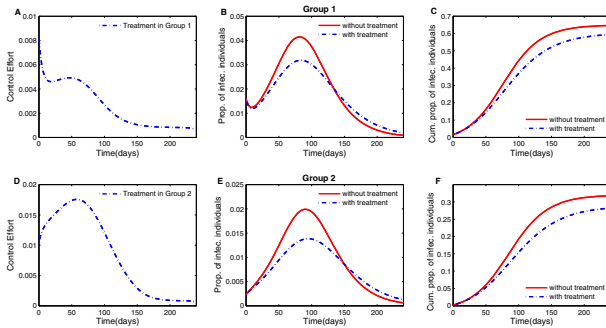 Group 1
A
Treatment in Group 1
Control Effort
0.01
0.008
0.006
0.004
0.002
0
0 50 100 150 200
Time(days)
B
without treatment
with treatment
Prop. of infec. individuals
0.05
0.04
0.03
0.02
0.01
0
0 50 100 150 200
Time(days)
C
without treatment
with treatment
Cum. prop. of infec. individuals
0.7
0.6
0.5
0.4
0.3
0.2
0.1
0
0 50 100 150 200
Time(days)
Group 2
D
Treatment in Group 2
Control Effort
0.02
0.015
0.01
0.005
0
0 50 100 150 200
Time(days)
E
without treatment
with treatment
Prop. of infec. individuals
0.025
0.02
0.015
0.01
0.005
0
0 50 100 150 200
Time(days)
F
without treatment
with treatment
Cum. prop. of infec. individuals
0.3
0.25
0.2
0.15
0.1
0.05
0
0 50 100 150 200
Time(days)